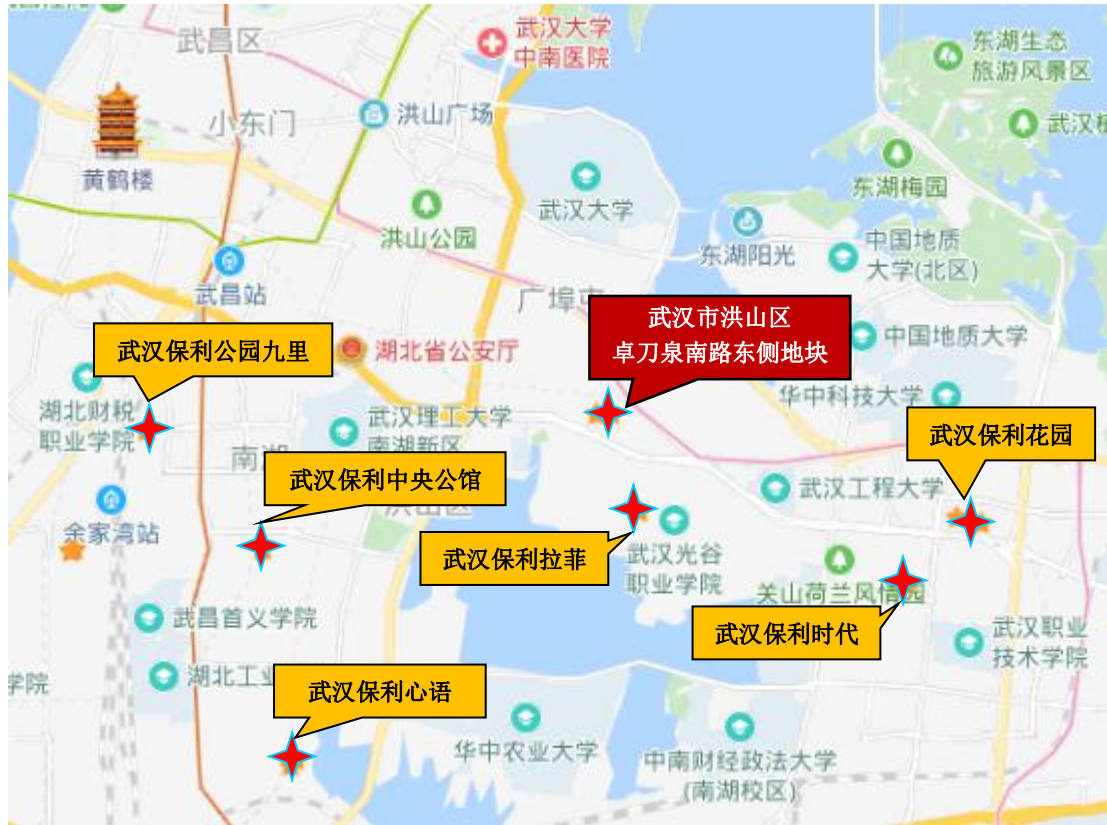 武昌区
武汉大学
中南医院
东湖生态
旅游风景区
小东门
洪山广场
黄鹤楼
武汉大学
东湖梅园
洪山公园
东湖阳光
中国地质
大学(北区)
武昌站
广埠屯
武汉市洪山区
卓刀泉南路东侧地块
武汉保利公园九里
湖北省公安厅
中国地质大学
湖北财税
职业学院
武汉理工大学
南湖新区
华中科技大学
武汉保利花园
南湖
武汉保利中央公馆
洪山区
武汉工程大学
余家湾站
武汉保利拉菲
武汉光谷
职业学院
关山荷兰风情园
武昌首义学院
武汉保利时代
武汉职业
技术学院
学院
湖北工业
武汉保利心语
华中农业大学
中南财经政法大学
(南湖校区)